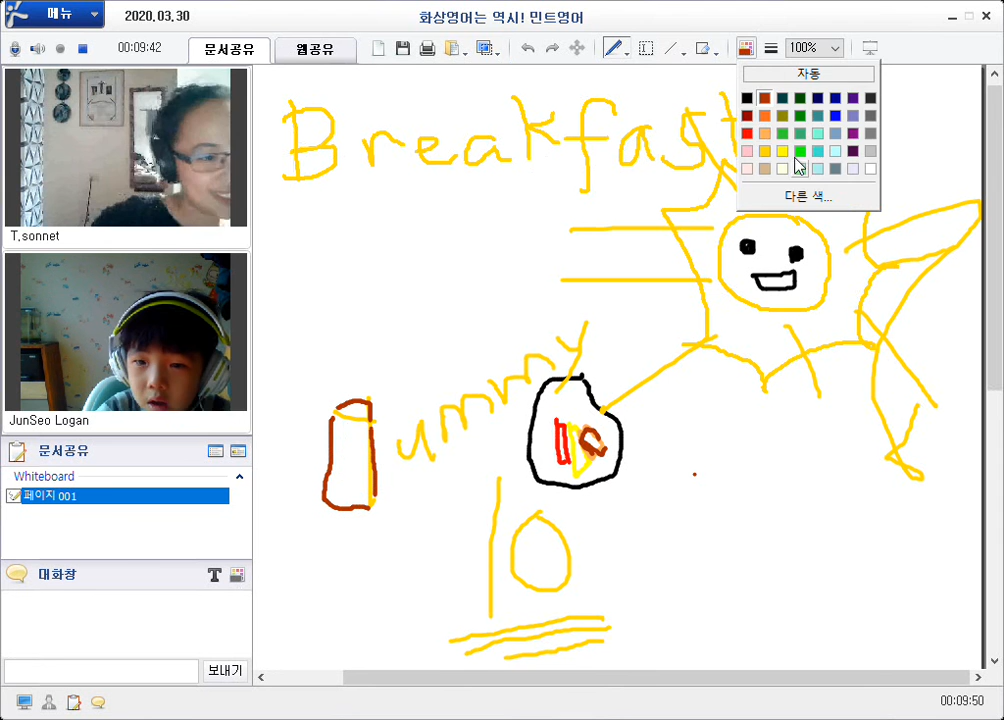 메뉴
2020,03,30
화상영어는 역시! 민트영어
00:09:42
문서공유
웹공유
100%
자동
다른 색...
Breakfast
T.sonnet
ummmy
JunSeo Logan
문서공유
Whiteboard
페이지 001
10
대화창
보내기
00:09:50